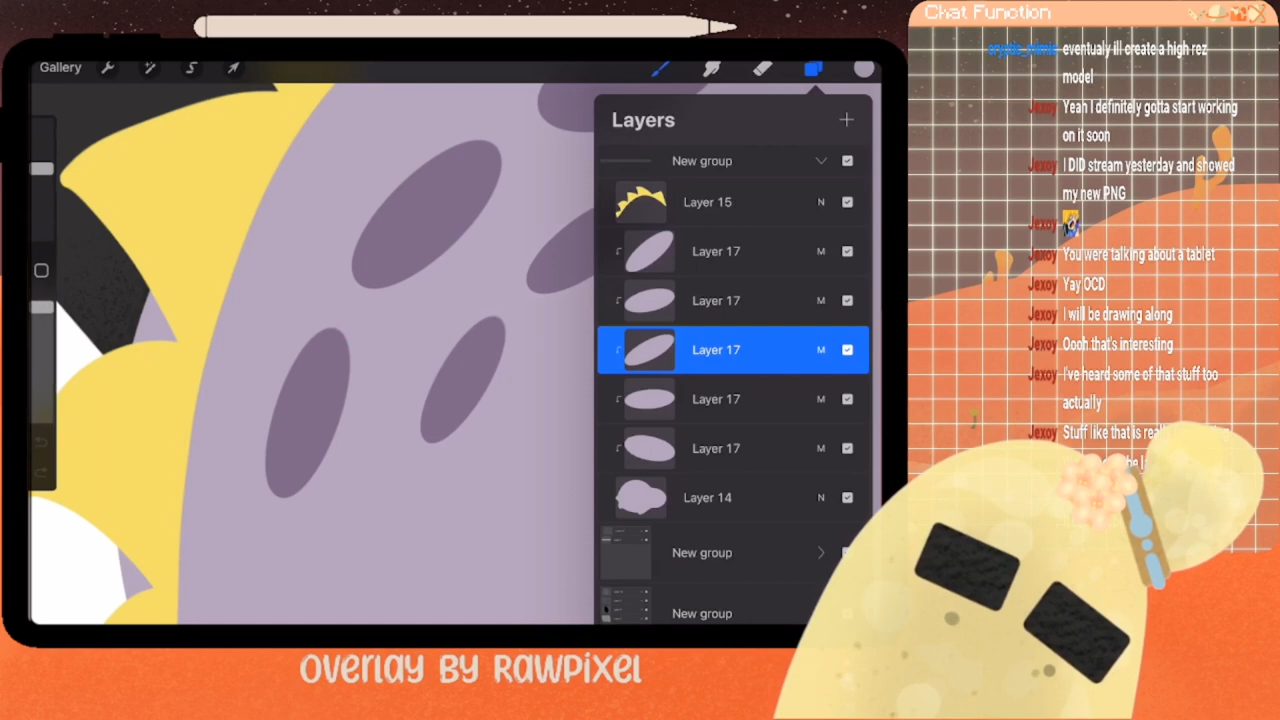 Chat Function
Gallery
Layers
New group
Layer 15 N
Layer 17 M
Layer 17 M
Layer 17 M
Layer 17 M
Layer 17 M
Layer 14 N
New group
New group
cryptic_mimic eventualy ill create a high rez
model
Jexoy Yeah I definitely gotta start working
on it soon
Jexoy I DID stream yesterday and showed
my new PNG
Jexoy
Jexoy You were talking about a tablet
Jexoy Yay OCD
Jexoy I will be drawing along
Jexoy Oooh that's interesting
Jexoy I've heard some of that stuff too
actually
Jexoy Stuff like that is
OVERLAY BY RAWPIXEL